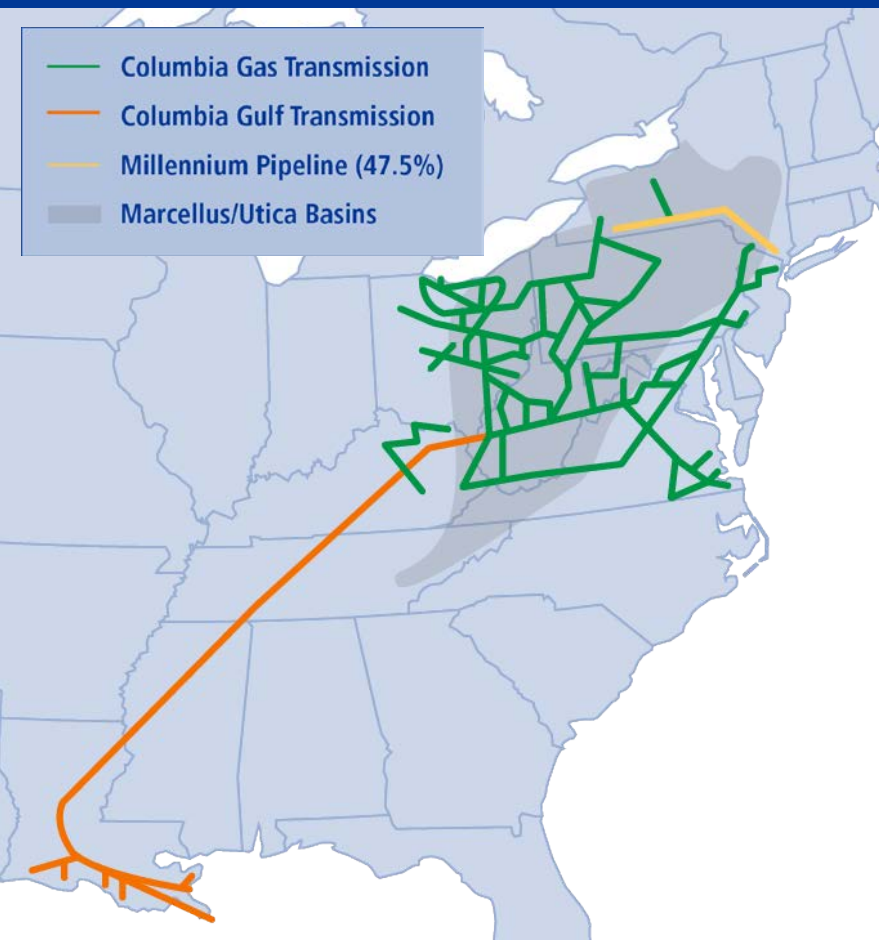 Columbia Gas Transmission
Columbia Gulf Transmission
Millennium Pipeline (47.5%)
Marcellus/Utica Basins